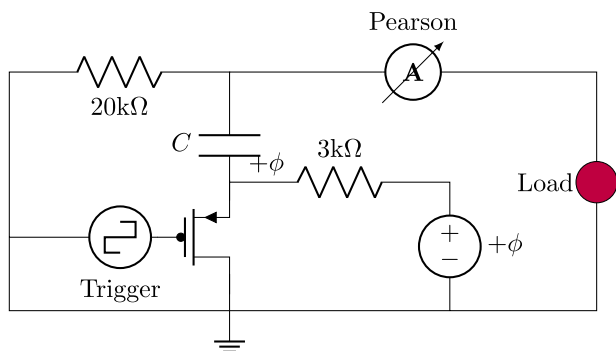 Pearson
A
20kΩ
C
+ϕ
3kΩ
Load
Trigger
+
−
+ϕ